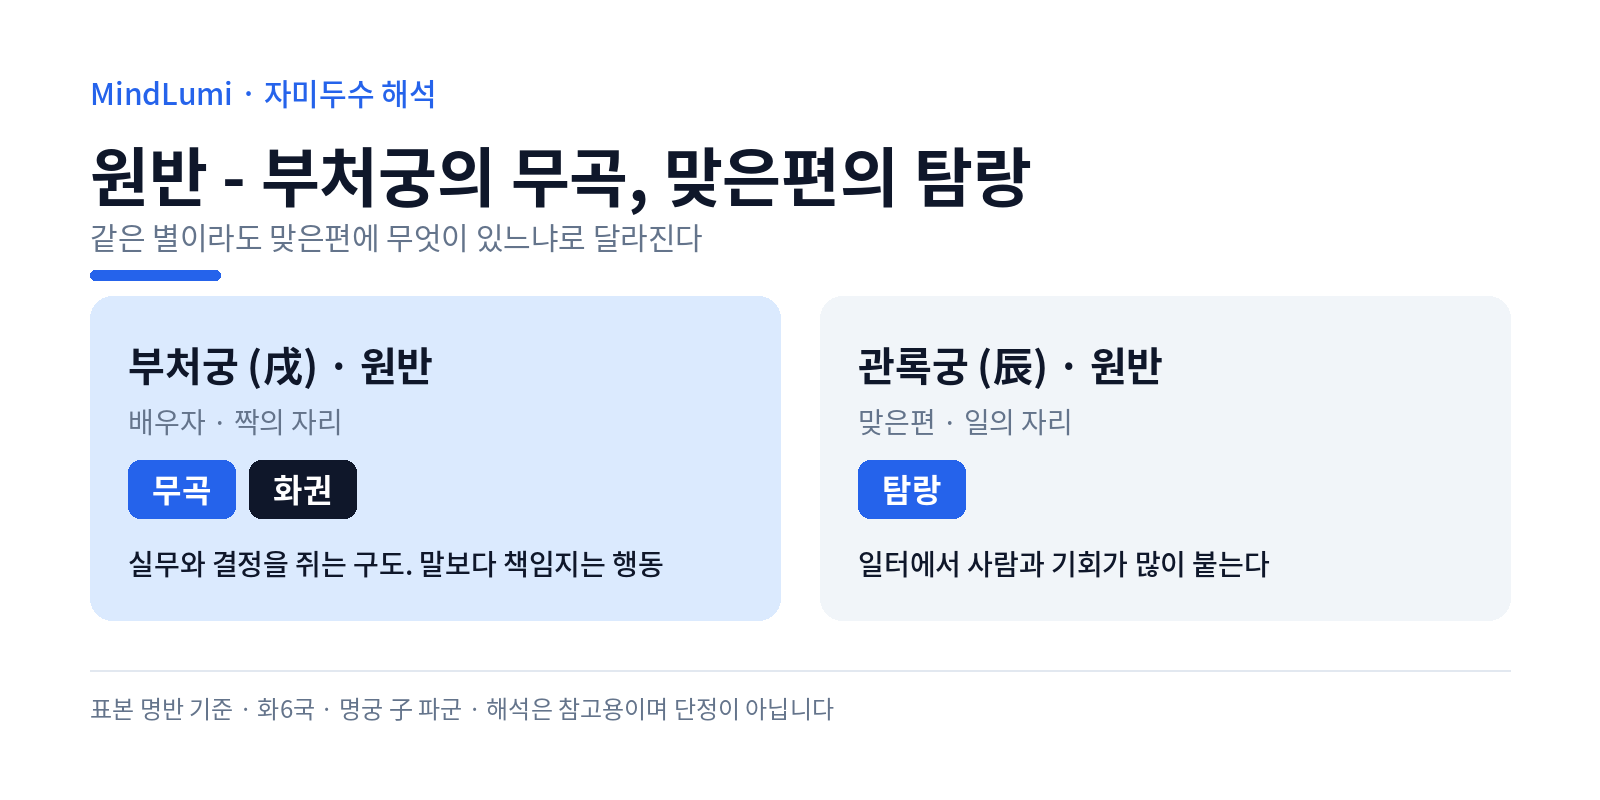 MindLumi · 자미두수 해석
원반 - 부처궁의 무곡, 맞은편의 탐랑
같은 별이라도 맞은편에 무엇이 있느냐로 달라진다
부처궁 (戌) · 원반
배우자 · 짝의 자리
무곡 화권
실무와 결정을 쥐는 구도. 말보다 책임지는 행동
관록궁 (辰) · 원반
맞은편 · 일의 자리
탐랑
일터에서 사람과 기회가 많이 붙는다
표본 명반 기준 · 화6국 · 명궁 子 파군 · 해석은 참고용이며 단정이 아닙니다